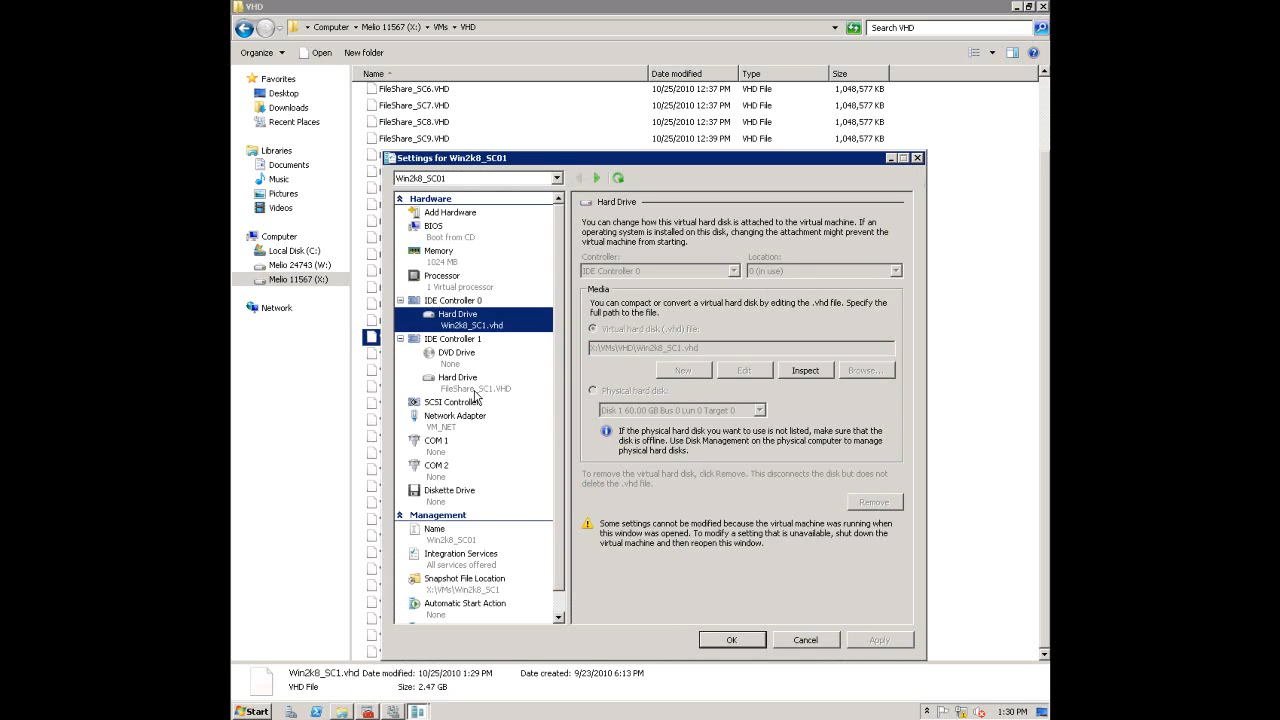 VHD
Computer ▸ Melio 11567 (X:) ▸ VMs ▸ VHD
Search VHD
Organize
Open
New folder
Name
Date modified
Type
Size
Favorites
Desktop
Downloads
Recent Places
Libraries
Documents
Music
Pictures
Videos
Computer
Local Disk (C:)
Melio 24743 (W:)
Melio 11567 (X:)
Network
FileShare_SC6.VHD 10/25/2010 12:37 PM VHD File 1,048,577 KB
FileShare_SC7.VHD 10/25/2010 12:37 PM VHD File 1,048,577 KB
FileShare_SC8.VHD 10/25/2010 12:37 PM VHD File 1,048,577 KB
FileShare_SC9.VHD 10/25/2010 12:39 PM VHD File 1,048,577 KB
Settings for Win2k8_SC01
Win2k8_SC01
Hardware
Add Hardware
BIOS
Boot from CD
Memory
1024 MB
Processor
1 Virtual processor
IDE Controller 0
Hard Drive
Win2k8_SC1.vhd
IDE Controller 1
DVD Drive
None
Hard Drive
FileShare_SC1.VHD
SCSI Controller
Network Adapter
VM_NET
COM 1
None
COM 2
None
Diskette Drive
None
Management
Name
Win2k8_SC01
Integration Services
All services offered
Snapshot File Location
X:\VMs\Win2k8_SC1
Automatic Start Action
None
Hard Drive
You can change how this virtual hard disk is attached to the virtual machine. If an
operating system is installed on this disk, changing the attachment might prevent the
virtual machine from starting.
Controller:
Location:
IDE Controller 0
0 (in use)
Media
You can compact or convert a virtual hard disk by editing the .vhd file. Specify the
full path to the file.
Virtual hard disk (.vhd) file:
X:\VMs\VHD\Win2k8_SC1.vhd
New
Edit
Inspect
Browse...
Physical hard disk:
Disk 1 60.00 GB Bus 0 Lun 0 Target 0
If the physical hard disk you want to use is not listed, make sure that the
disk is offline. Use Disk Management on the physical computer to manage
physical hard disks.
To remove the virtual hard disk, click Remove. This disconnects the disk but does not
delete the .vhd file.
Remove
Some settings cannot be modified because the virtual machine was running when
this window was opened. To modify a setting that is unavailable, shut down the
virtual machine and then reopen this window.
OK
Cancel
Apply
Win2k8_SC1.vhd Date modified: 10/25/2010 1:29 PM Date created: 9/23/2010 6:13 PM
VHD File Size: 2.47 GB
Start
1:30 PM